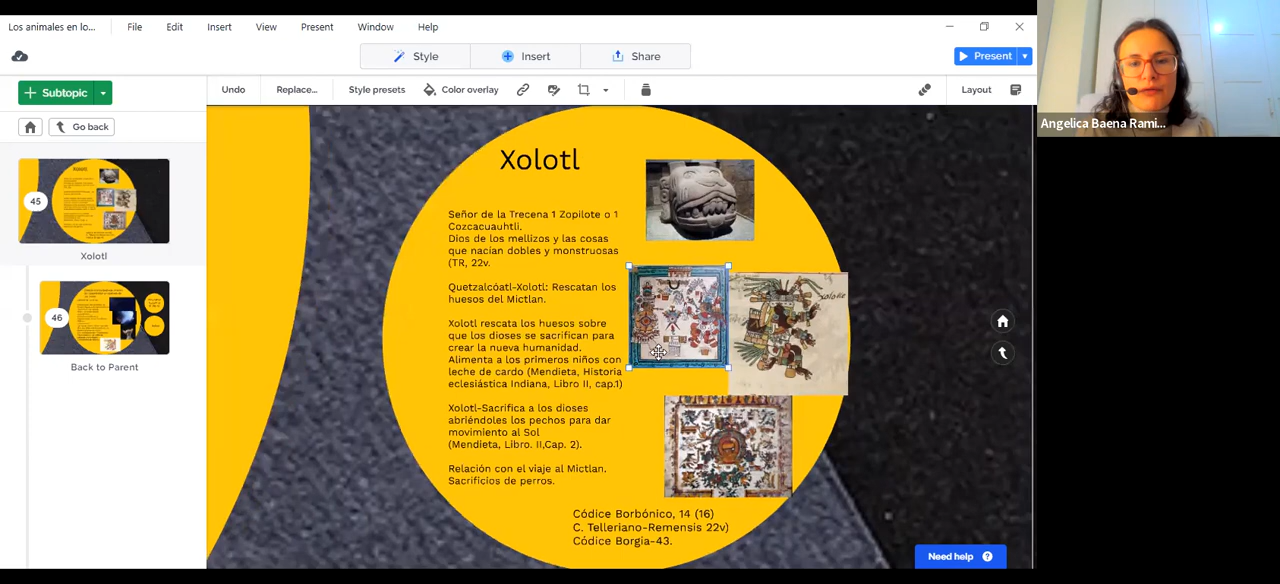 Los animales en lo...
File
Edit
Insert
View
Present
Window
Help
Style
Insert
Share
Present
Subtopic
Undo
Replace...
Style presets
Color overlay
Layout
Go back
Angelica Baena Rami...
45
Xolotl
46
Back to Parent
Xolotl
Señor de la Trecena 1 Zopilote o 1
Cozcacuauhtli.
Dios de los mellizos y las cosas
que nacían dobles y monstruosas
(TR, 22v.
Quetzalcóatl-Xolotl: Rescatan los
huesos del Mictlan.
Xolotl rescata los huesos sobre
que los dioses se sacrifican para
crear la nueva humanidad.
Alimenta a los primeros niños con
leche de cardo (Mendieta, Historia
eclesiástica Indiana, Libro II, cap.1)
Xolotl-Sacrifica a los dioses
abriéndoles los pechos para dar
movimiento al Sol
(Mendieta, Libro. II,Cap. 2).
Relación con el viaje al Mictlan.
Sacrificios de perros.
Códice Borbónico, 14 (16)
C. Telleriano-Remensis 22v)
Códice Borgia-43.
Need help